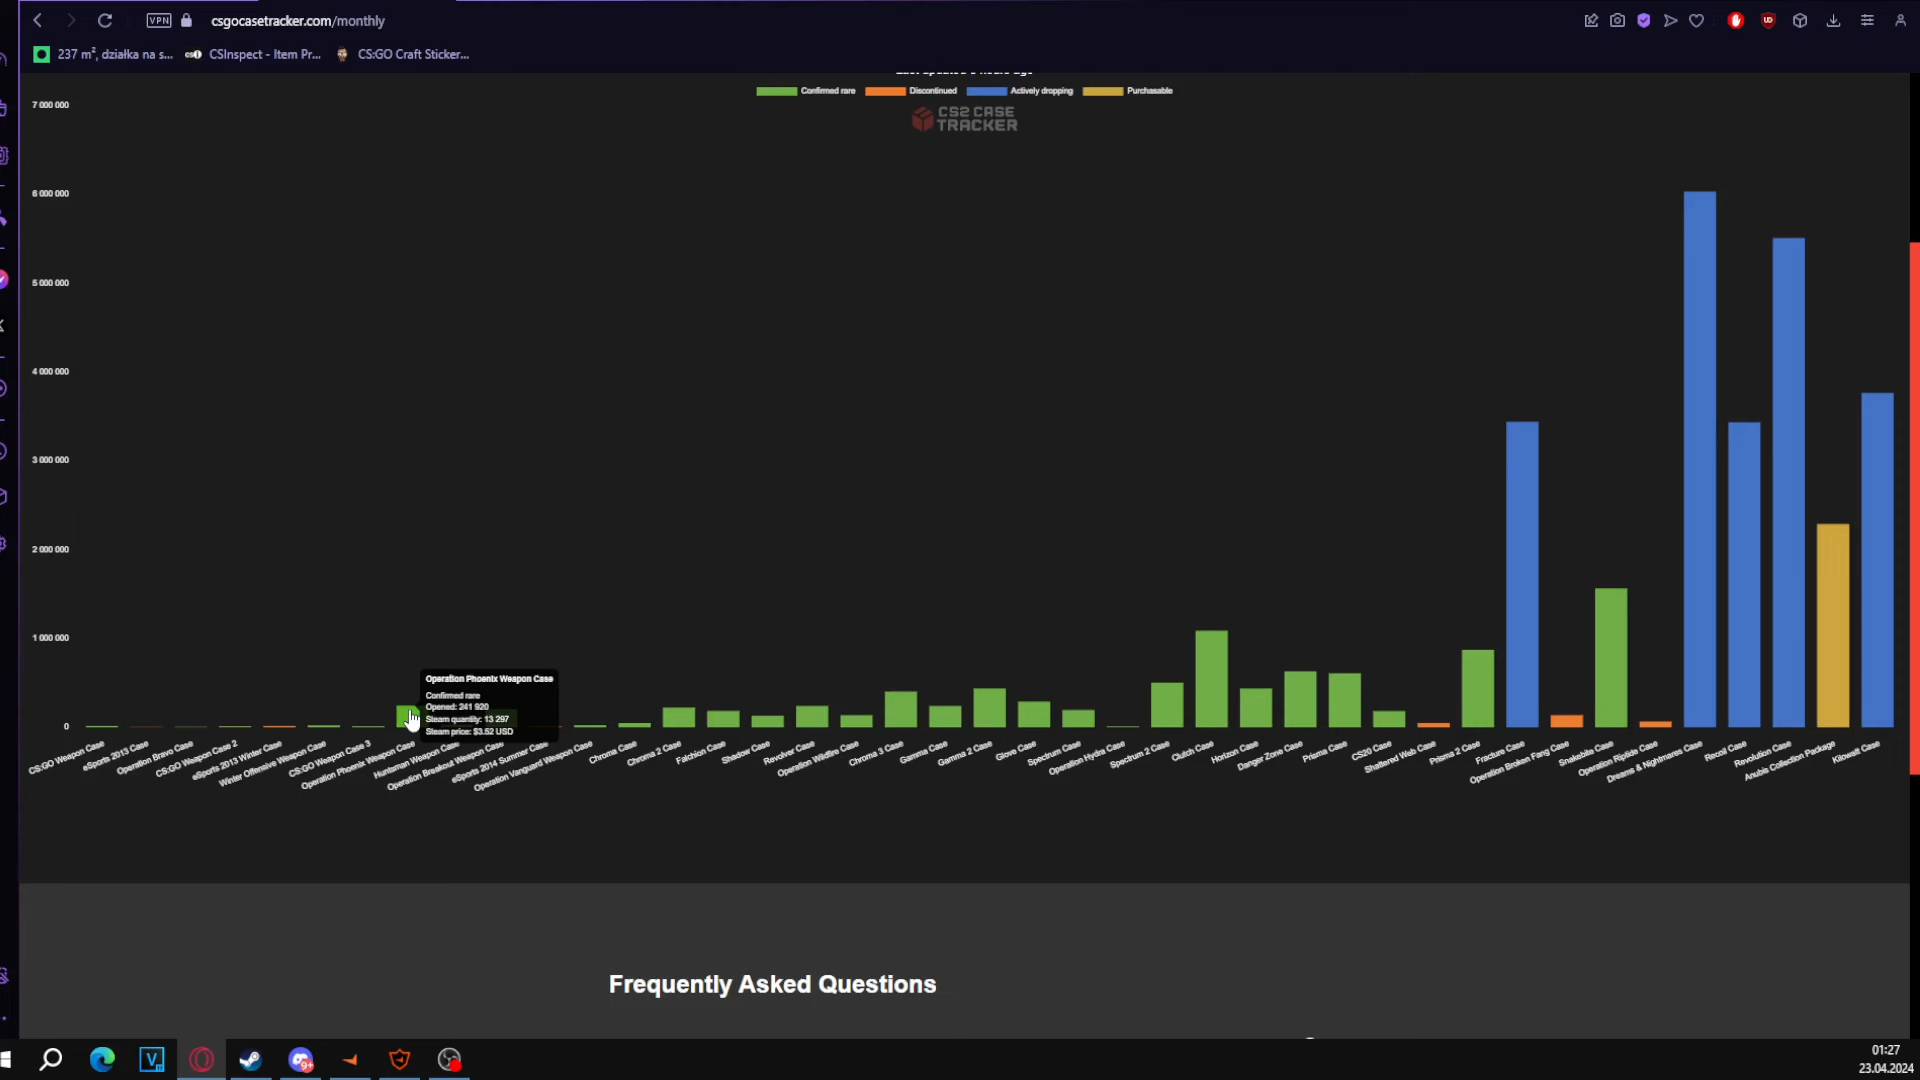 VPN csgocasetracker.com/monthly
237 m², działka na s... CSInspect - Item Pr... CS:GO Craft Sticker...
Confirmed rare Discontinued Actively dropping Purchasable
CS2 CASE
TRACKER
7 000 000
6 000 000
5 000 000
4 000 000
3 000 000
2 000 000
1 000 000
0
Operation Phoenix Weapon Case
Confirmed rare
Opened: 241 920
Steam quantity: 13 297
Steam price: $3.52 USD
CS:GO Weapon Case
eSports 2013 Case
Operation Bravo Case
CS:GO Weapon Case 2
eSports 2013 Winter Case
Winter Offensive Weapon Case
CS:GO Weapon Case 3
Operation Phoenix Weapon Case
Huntsman Weapon Case
Operation Breakout Weapon Case
eSports 2014 Summer Case
Operation Vanguard Weapon Case
Chroma Case
Chroma 2 Case
Falchion Case
Shadow Case
Revolver Case
Operation Wildfire Case
Chroma 3 Case
Gamma Case
Gamma 2 Case
Glove Case
Spectrum Case
Operation Hydra Case
Spectrum 2 Case
Clutch Case
Horizon Case
Danger Zone Case
Prisma Case
CS20 Case
Shattered Web Case
Prisma 2 Case
Fracture Case
Operation Broken Fang Case
Snakebite Case
Operation Riptide Case
Dreams & Nightmares Case
Recoil Case
Revolution Case
Anubis Collection Package
Kilowatt Case
Frequently Asked Questions
9+
01:27
23.04.2024